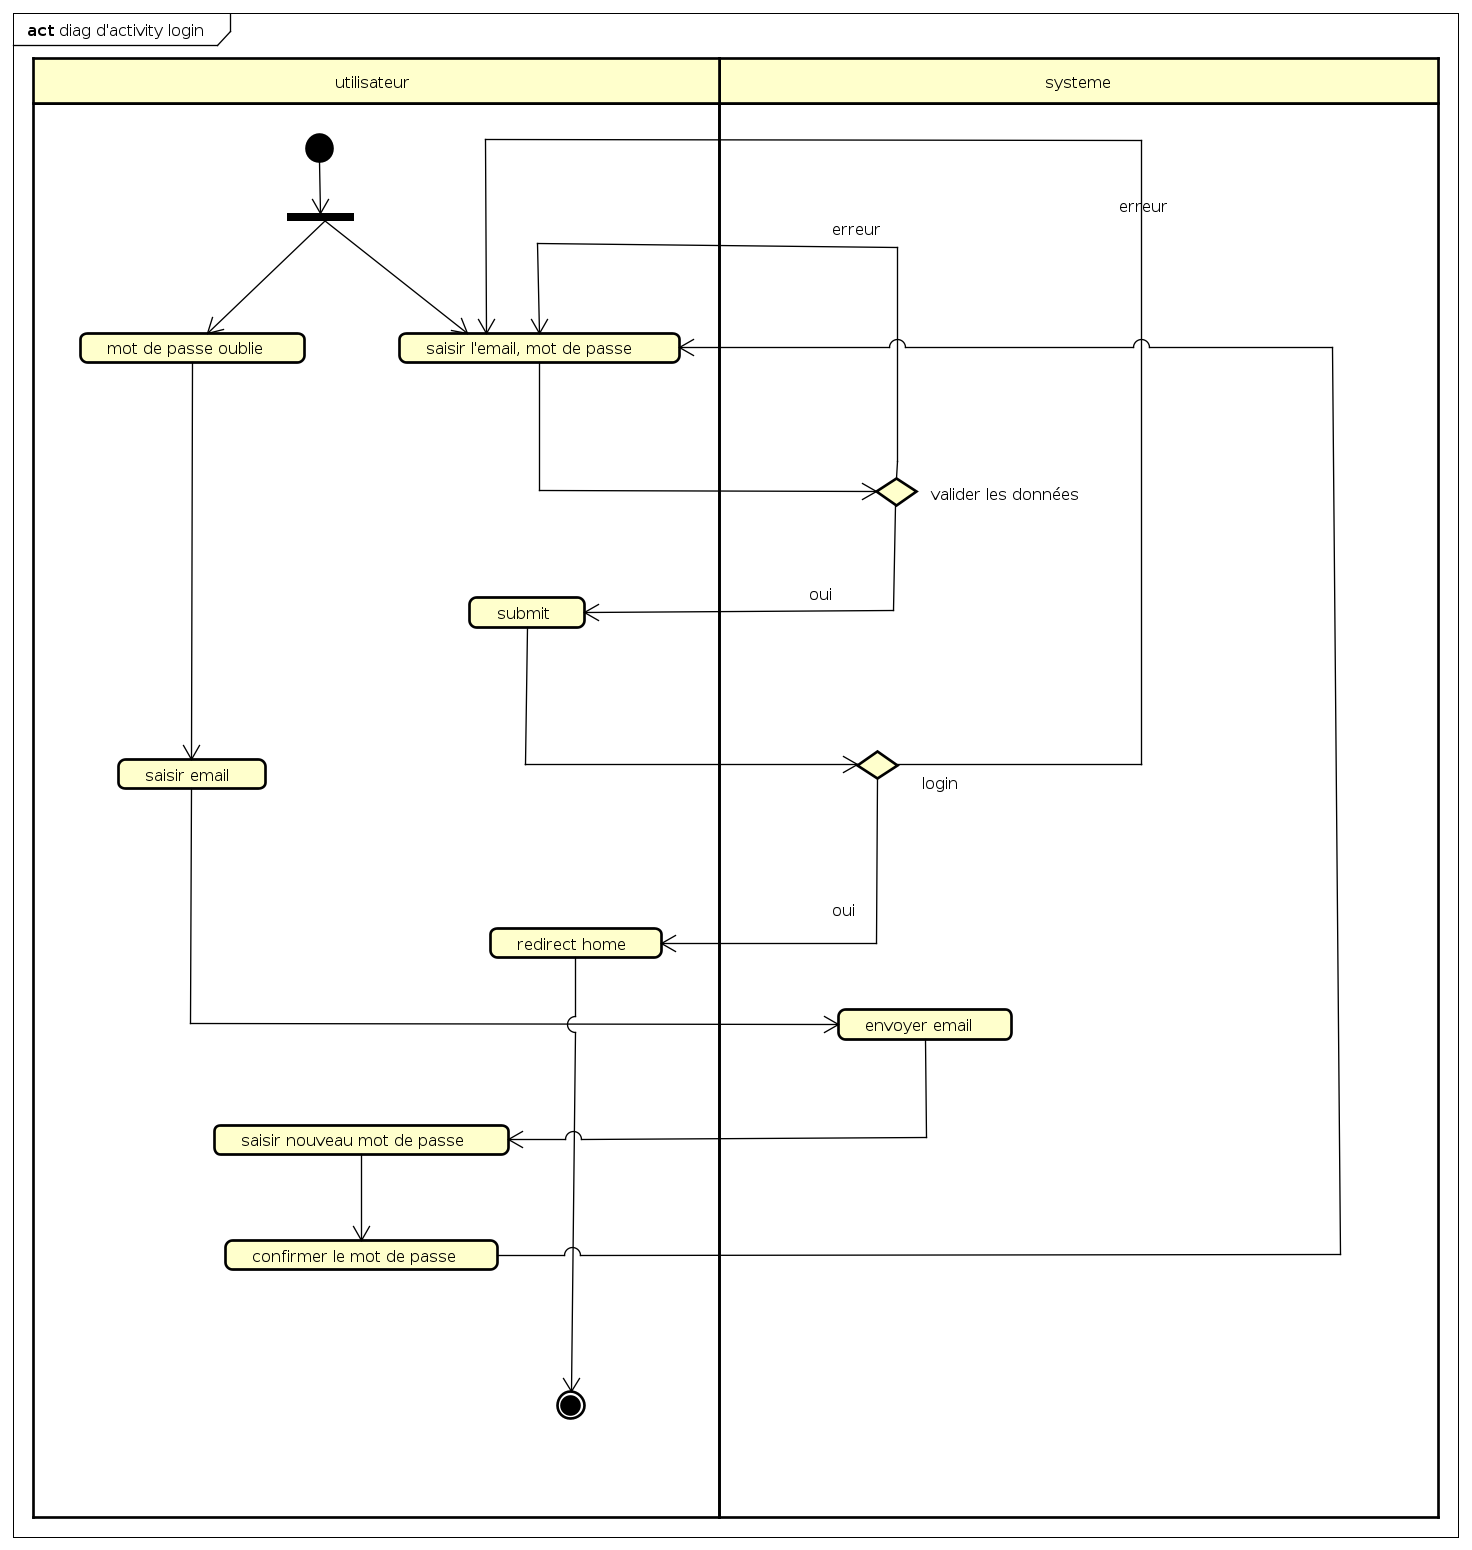 act diag d'activity login
utilisateur
systeme
erreur
erreur
mot de passe oublie
saisir l'email, mot de passe
valider les données
oui
submit
saisir email
login
oui
redirect home
envoyer email
saisir nouveau mot de passe
confirmer le mot de passe